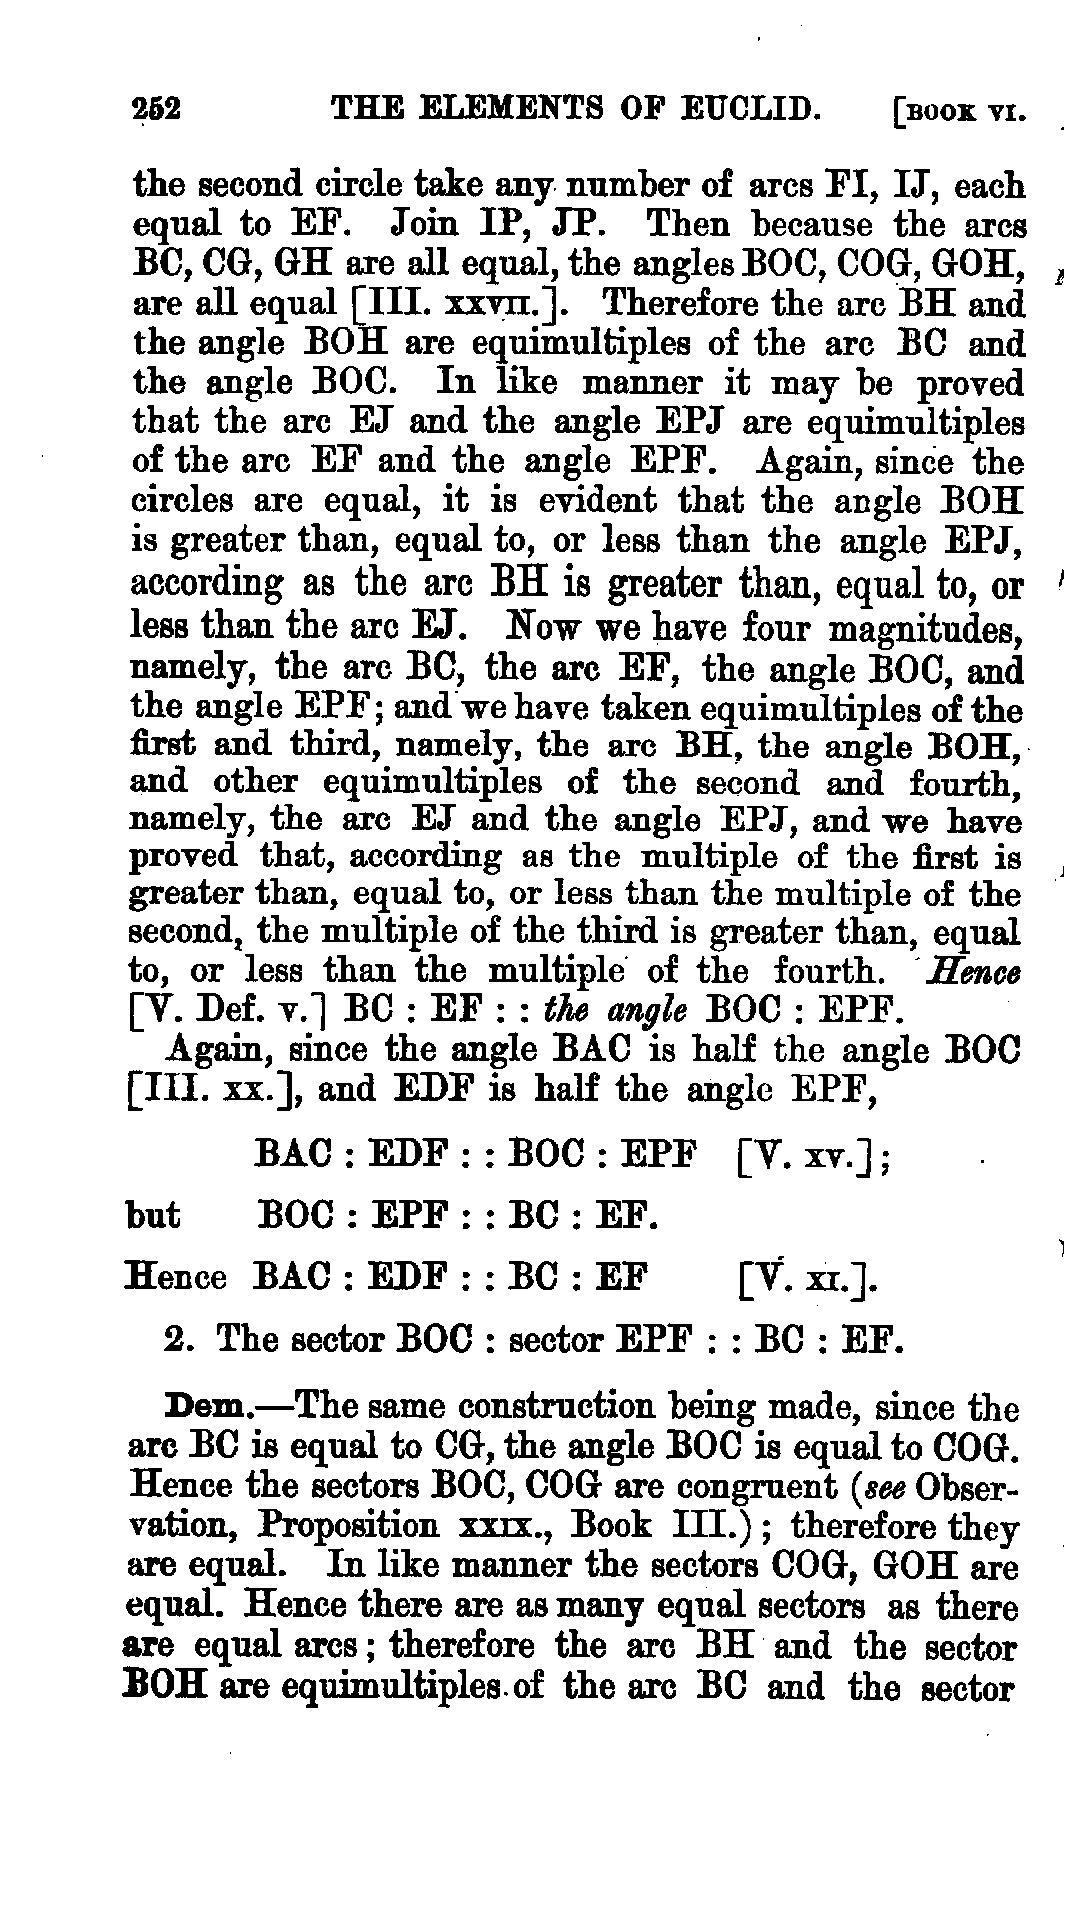 252 THE ELEMENTS OF EUCLID. [BOOK VI.
the second circle take any number of arcs FI, IJ, each
equal to EF. Join IP, JP. Then because the arcs
BC, CG, GH are all equal, the angles BOC, COG, GOH,
are all equal [III. XXVII.]. Therefore the arc BH and
the angle BOH are equimultiples of the arc BC and
the angle BOC. In like manner it may be proved
that the arc EJ and the angle EPJ are equimultiples
of the arc EF and the angle EPF. Again, since the
circles are equal, it is evident that the angle BOH
is greater than, equal to, or less than the angle EPJ,
according as the arc BH is greater than, equal to, or
less than the arc EJ. Now we have four magnitudes,
namely, the arc BC, the arc EF, the angle BOC, and
the angle EPF; and we have taken equimultiples of the
first and third, namely, the arc BH, the angle BOH,
and other equimultiples of the second and fourth,
namely, the arc EJ and the angle EPJ, and we have
proved that, according as the multiple of the first is
greater than, equal to, or less than the multiple of the
second, the multiple of the third is greater than, equal
to, or less than the multiple of the fourth. Hence
[V. Def. V.] BC : EF : : the angle BOC : EPF.
Again, since the angle BAC is half the angle BOC
[III. XX.], and EDF is half the angle EPF,
BAC : EDF : : BOC : EPF [V. XV.];
but BOC : EPF : : BC : EF.
Hence BAC : EDF : : BC : EF [V. XI.].
2. The sector BOC : sector EPF : : BC : EF.
Dem.—The same construction being made, since the
arc BC is equal to CG, the angle BOC is equal to COG.
Hence the sectors BOC, COG are congruent (see Obser-
vation, Proposition XXIX., Book III.); therefore they
are equal. In like manner the sectors COG, GOH are
equal. Hence there are as many equal sectors as there
are equal arcs; therefore the arc BH and the sector
BOH are equimultiples of the arc BC and the sector